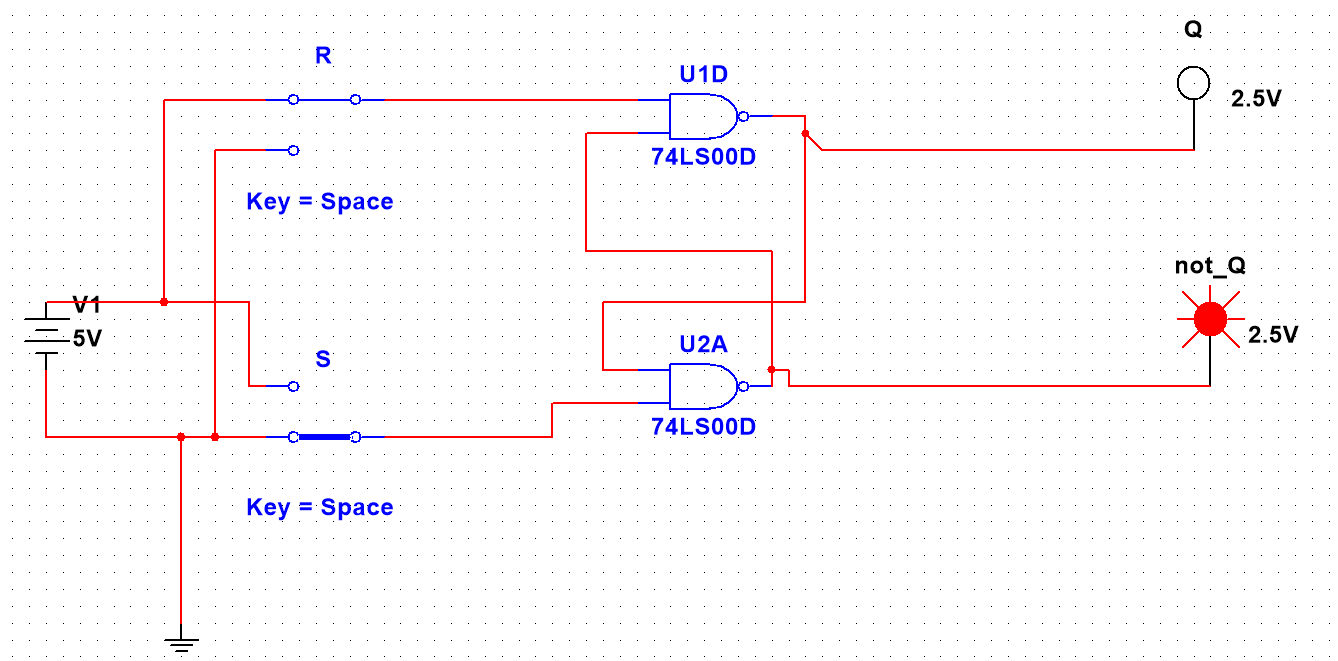 Q
R
U1D
2.5V
74LS00D
Key = Space
not_Q
V1
5V
2.5V
U2A
S
74LS00D
Key = Space